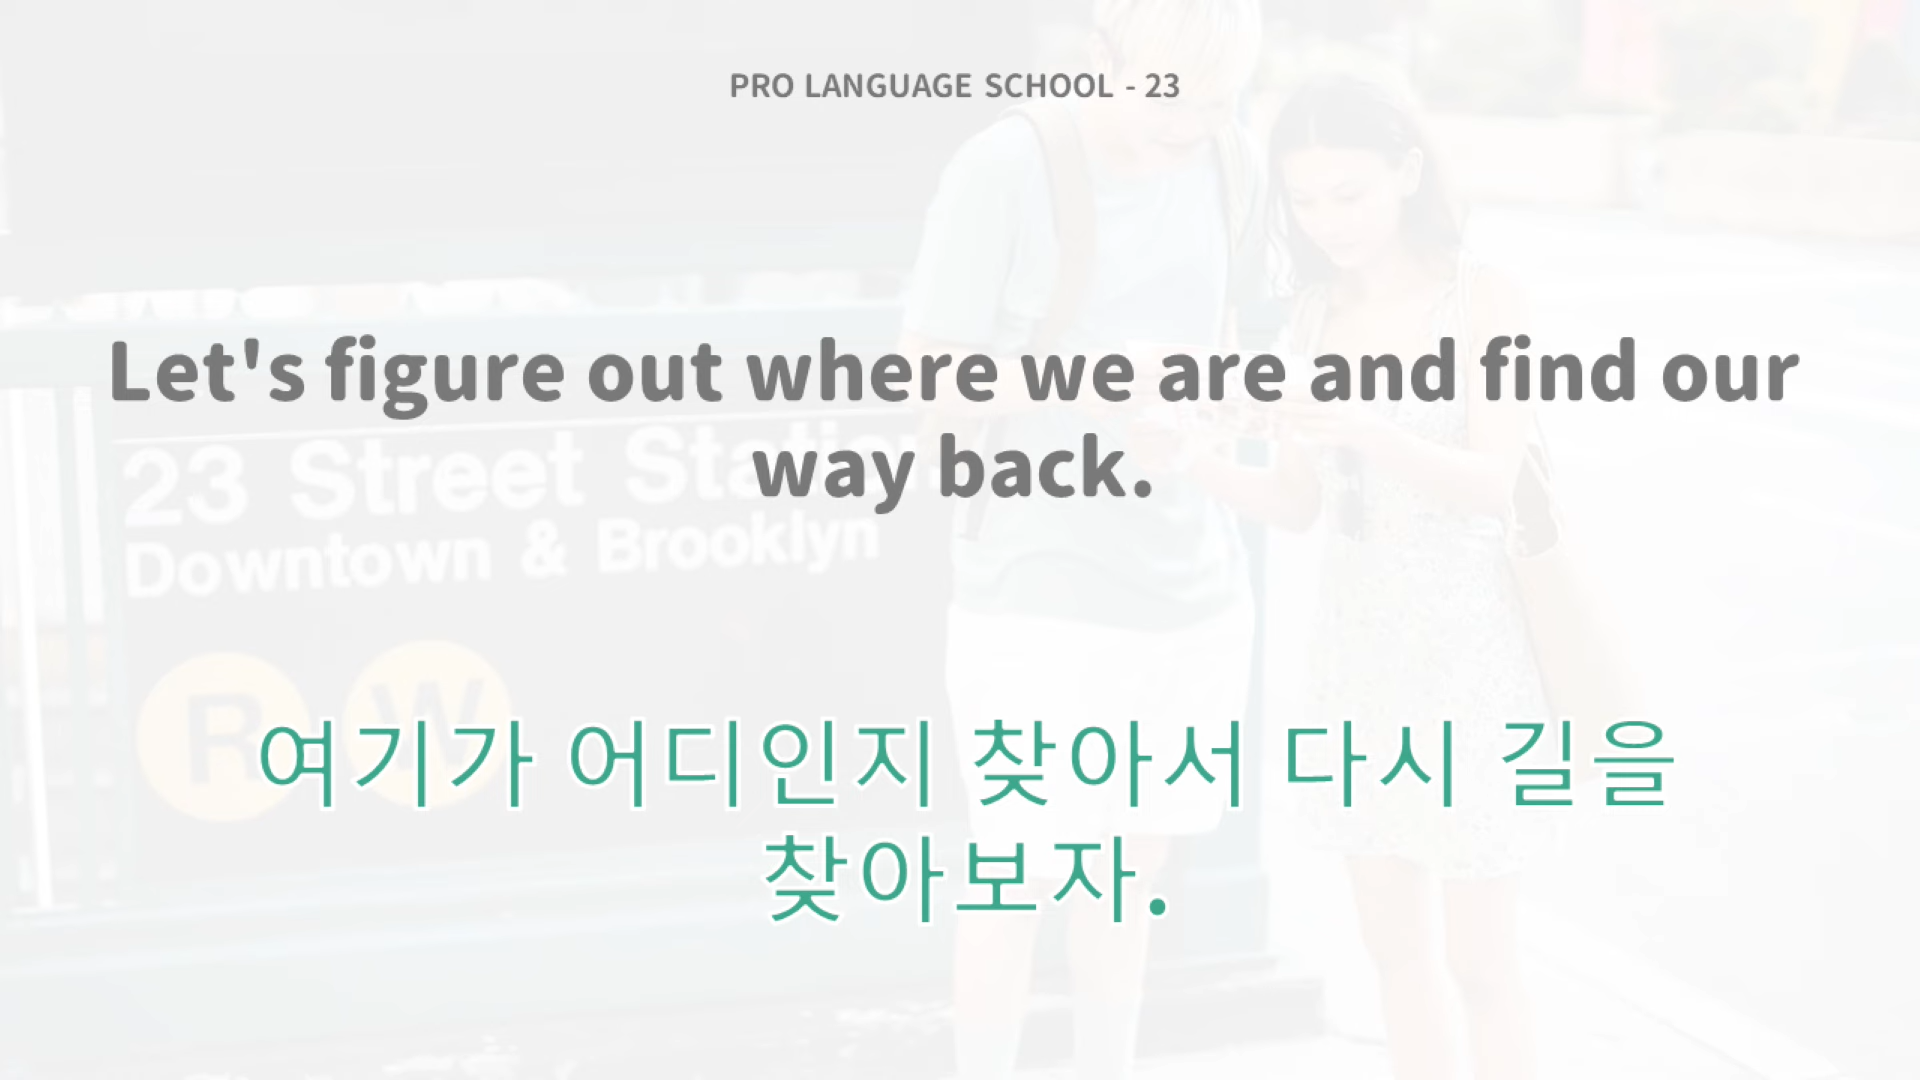 PRO LANGUAGE SCHOOL - 23
Let's figure out where we are and find our
way back.
23 Street Station
Downtown & Brooklyn
R W
여기가 어디인지 찾아서 다시 길을
찾아보자.